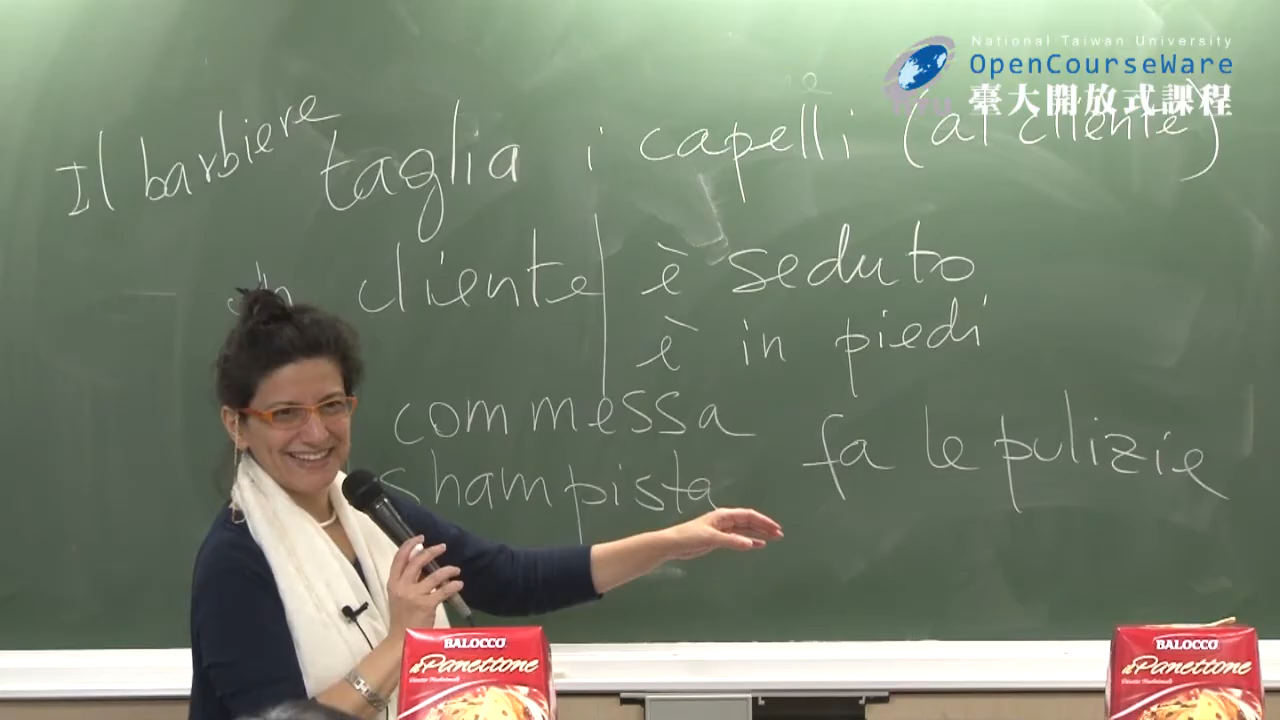 National Taiwan University
OpenCourseWare
臺大開放式課程
Il barbiere taglia i capelli (al cliente)
cliente è seduto
è in piedi
commessa fa le pulizie
shampista
BALOCCO
il Panettone
BALOCCO
il Panettone